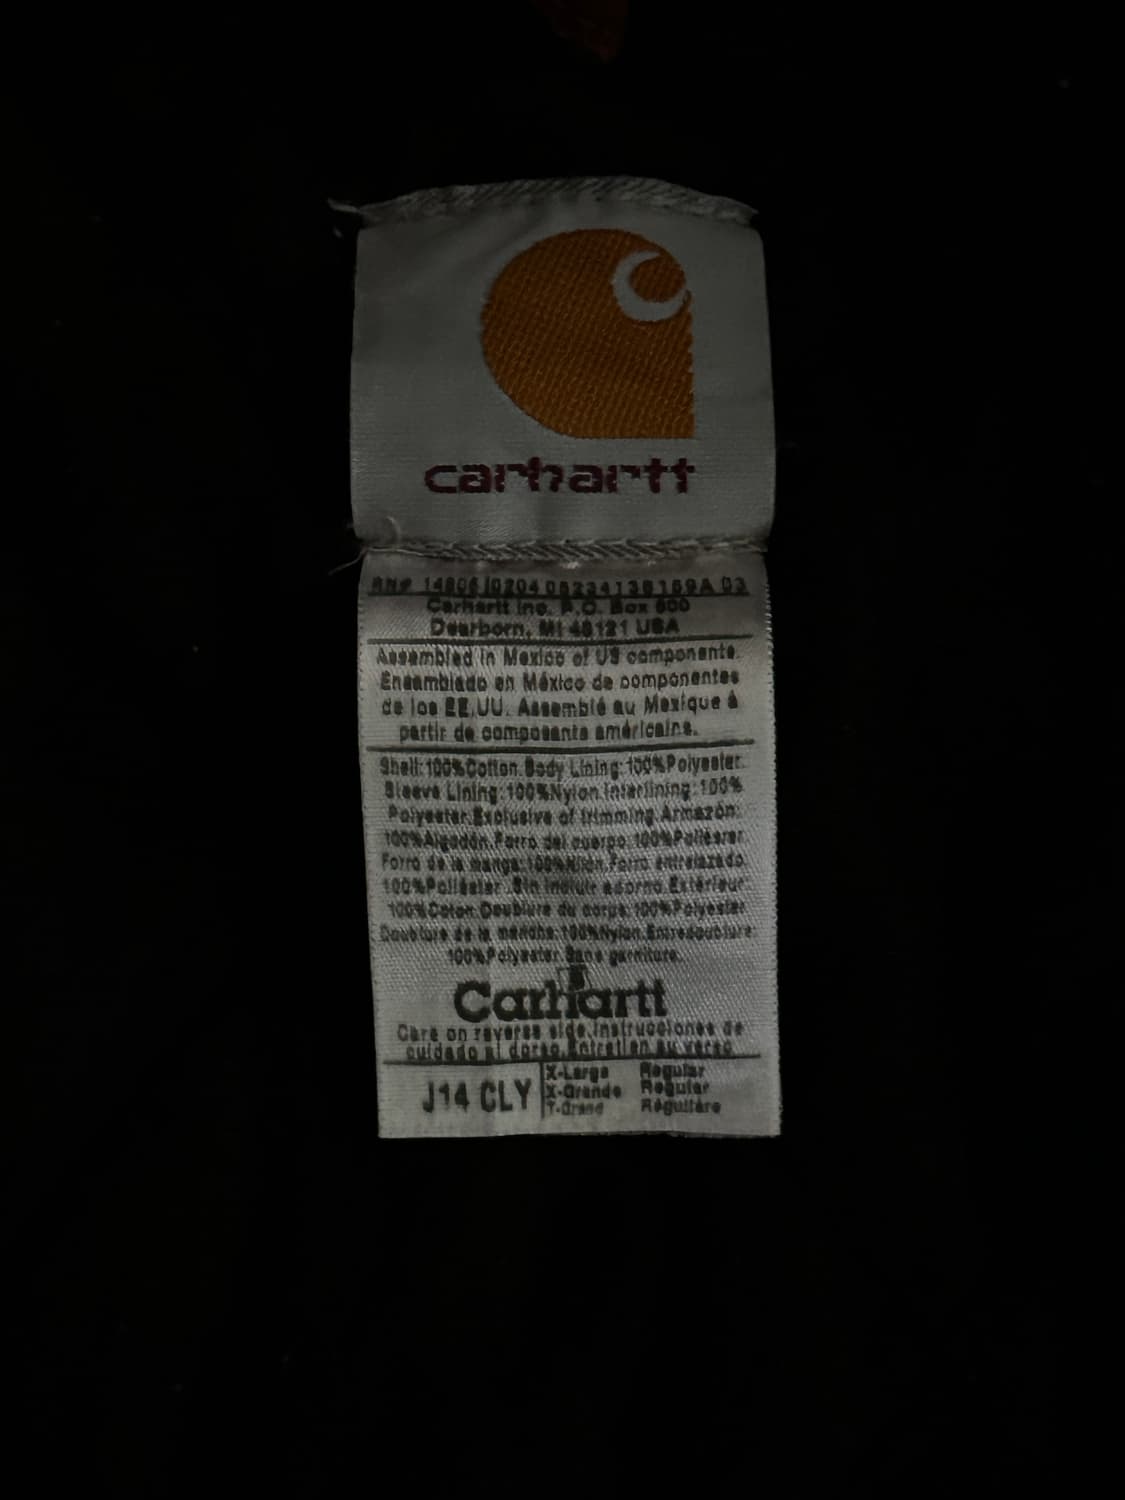 carhartt
RN# 14806 J0204 05234138169A 03
Carhartt Inc. P.O. Box 600
Dearborn, MI 48121 USA
Assembled in Mexico of US components.
Ensamblado en México de componentes
de los EE.UU. Assemblé au Mexique à
partir de composants américains.
Shell:100%Cotton.Body Lining:100%Polyester.
Sleeve Lining:100%Nylon.Interlining:100%
Polyester.Exclusive of trimming.Armazón:
100%Algodón.Forro del cuerpo:100%Poliésrer.
Forro de la manga:100%Nilón.Forro entrelazado:
100%Poliéster.Sin incluir adorno.Extérieur:
100%Coton.Doublure du corps:100%Polyester.
Doublure de la manche:100%Nylon.Entredoublure:
100%Polyester.Sans garniture.
Carhartt
Care on reverse side.Instrucciones de
cuidado al dorso.Entretien au verso
J14 CLY
X-Large Regular
X-Grande Regular
T-Grand Régulière